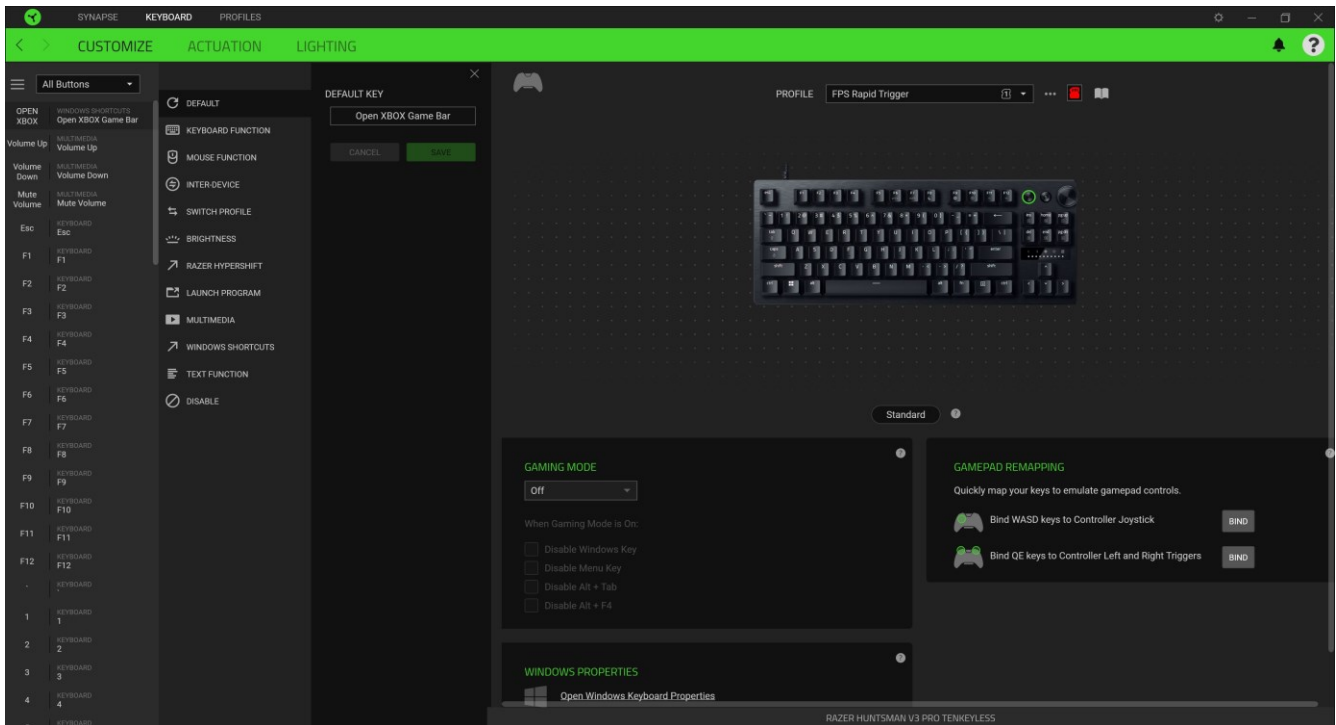 SYNAPSE KEYBOARD PROFILES
CUSTOMIZE ACTUATION LIGHTING
All Buttons
OPEN XBOX
WINDOWS SHORTCUTS
Open XBOX Game Bar
Volume Up
MULTIMEDIA
Volume Up
Volume Down
MULTIMEDIA
Volume Down
Mute Volume
MULTIMEDIA
Mute Volume
Esc
KEYBOARD
Esc
F1
KEYBOARD
F1
F2
KEYBOARD
F2
F3
KEYBOARD
F3
F4
KEYBOARD
F4
F5
KEYBOARD
F5
F6
KEYBOARD
F6
F7
KEYBOARD
F7
F8
KEYBOARD
F8
F9
KEYBOARD
F9
F10
KEYBOARD
F10
F11
KEYBOARD
F11
F12
KEYBOARD
F12
`
KEYBOARD
`
1
KEYBOARD
1
2
KEYBOARD
2
3
KEYBOARD
3
4
KEYBOARD
4
KEYBOARD
DEFAULT
KEYBOARD FUNCTION
MOUSE FUNCTION
INTER-DEVICE
SWITCH PROFILE
BRIGHTNESS
RAZER HYPERSHIFT
LAUNCH PROGRAM
MULTIMEDIA
WINDOWS SHORTCUTS
TEXT FUNCTION
DISABLE
DEFAULT KEY
Open XBOX Game Bar
CANCEL SAVE
PROFILE FPS Rapid Trigger 1
Standard
GAMING MODE
Off
When Gaming Mode is On:
Disable Windows Key
Disable Menu Key
Disable Alt + Tab
Disable Alt + F4
GAMEPAD REMAPPING
Quickly map your keys to emulate gamepad controls.
Bind WASD keys to Controller Joystick BIND
Bind QE keys to Controller Left and Right Triggers BIND
WINDOWS PROPERTIES
Open Windows Keyboard Properties
RAZER HUNTSMAN V3 PRO TENKEYLESS